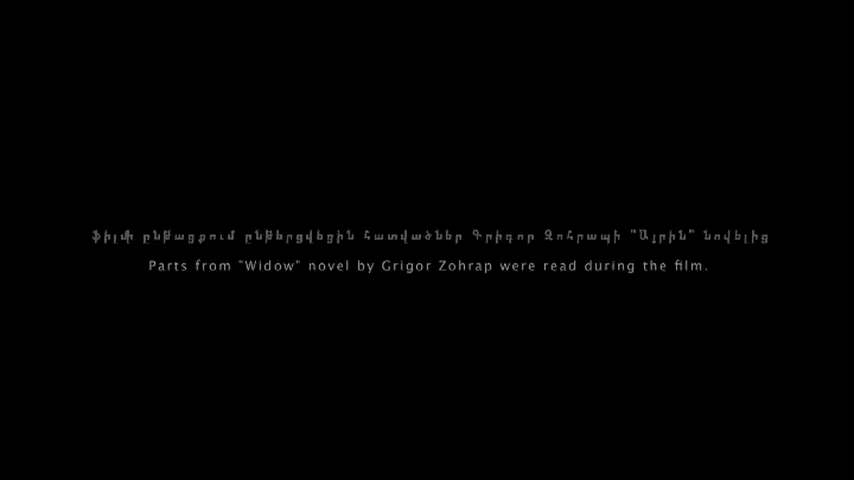 ֆիլմի ընթացքում ընթերցվեցին հատվածներ Գրիգոր Զոհրապի "Այրին" նովելից
Parts from "Widow" novel by Grigor Zohrap were read during the film.